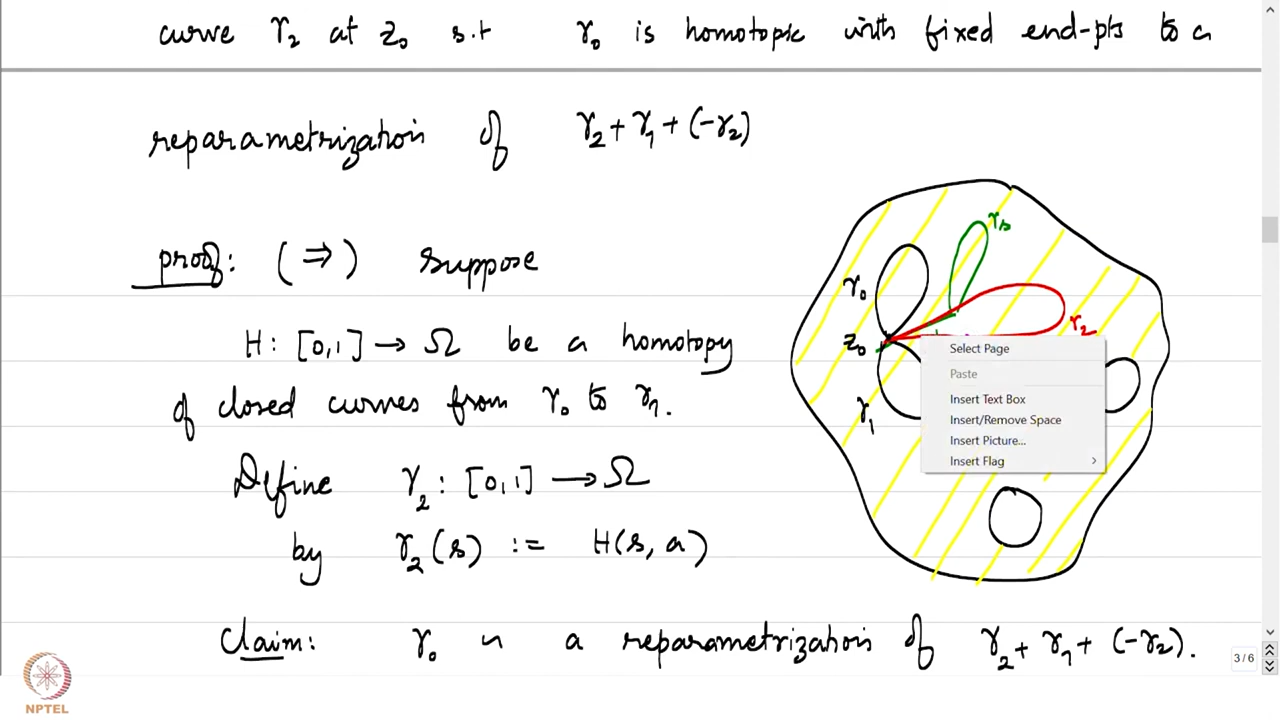 curve γ₂ at z₀ s.t γ₀ is homotopic with fixed end-pts to a
reparametrization of γ₂ + γ₁ + (-γ₂)
proof: (⇒) suppose
H : [0,1] → Ω be a homotopy
of closed curves from γ₀ to γ₁.
Define γ₂ : [0,1] → Ω
by γ₂(s) := H(s, a)
Claim: γ₀ is a reparametrization of γ₂ + γ₁ + (-γ₂).
γₛ
γ₀
γ₂
z₀
γ₁
Select Page
Paste
Insert Text Box
Insert/Remove Space
Insert Picture...
Insert Flag
3/6
NPTEL